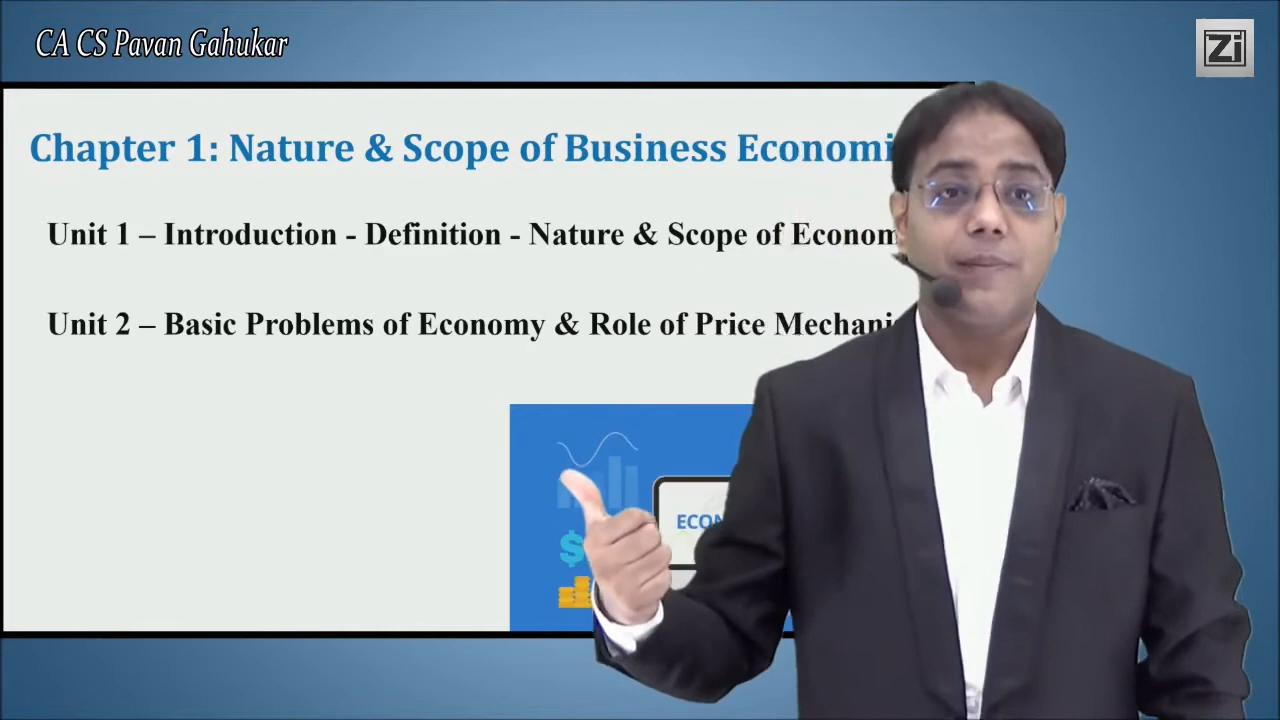 CA CS Pavan Gahukar
Zi
Chapter 1: Nature & Scope of Business Economi
Unit 1 – Introduction - Definition - Nature & Scope of Econom
Unit 2 – Basic Problems of Economy & Role of Price Mechani
ECON
$